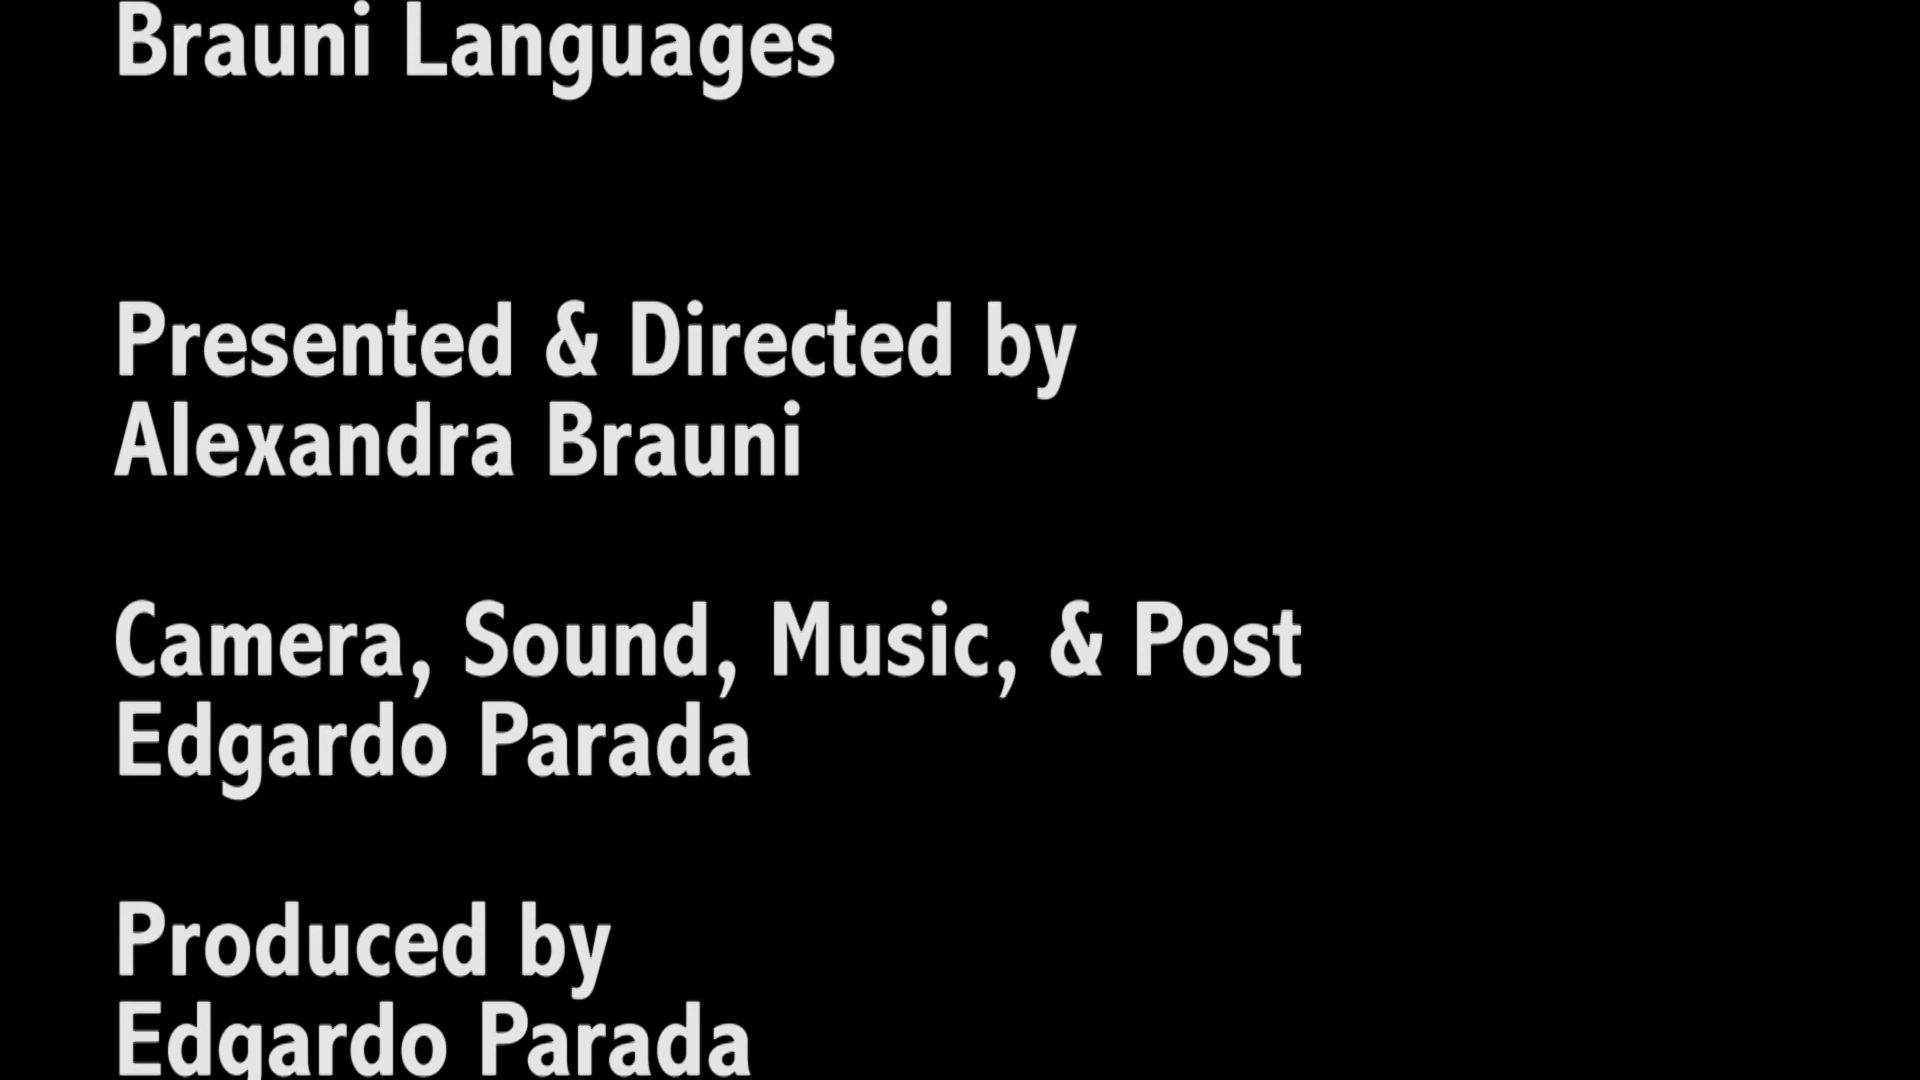 Brauni Languages
Presented & Directed by
Alexandra Brauni
Camera, Sound, Music, & Post
Edgardo Parada
Produced by
Edgardo Parada